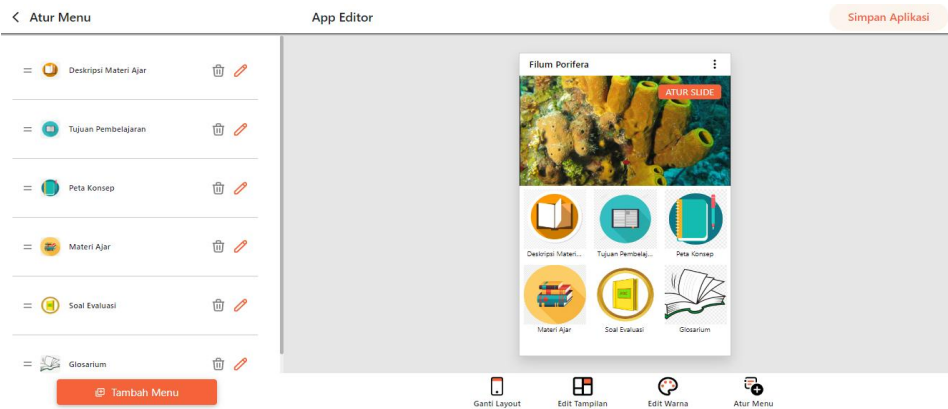 Atur Menu
App Editor
Simpan Aplikasi
Deskripsi Materi Ajar
Tujuan Pembelajaran
Peta Konsep
Materi Ajar
Soal Evaluasi
Glosarium
Tambah Menu
Filum Porifera
ATUR SLIDE
Deskripsi Materi...
Tujuan Pembelaj...
Peta Konsep
Materi Ajar
Soal Evaluasi
Glosarium
Ganti Layout
Edit Tampilan
Edit Warna
Atur Menu